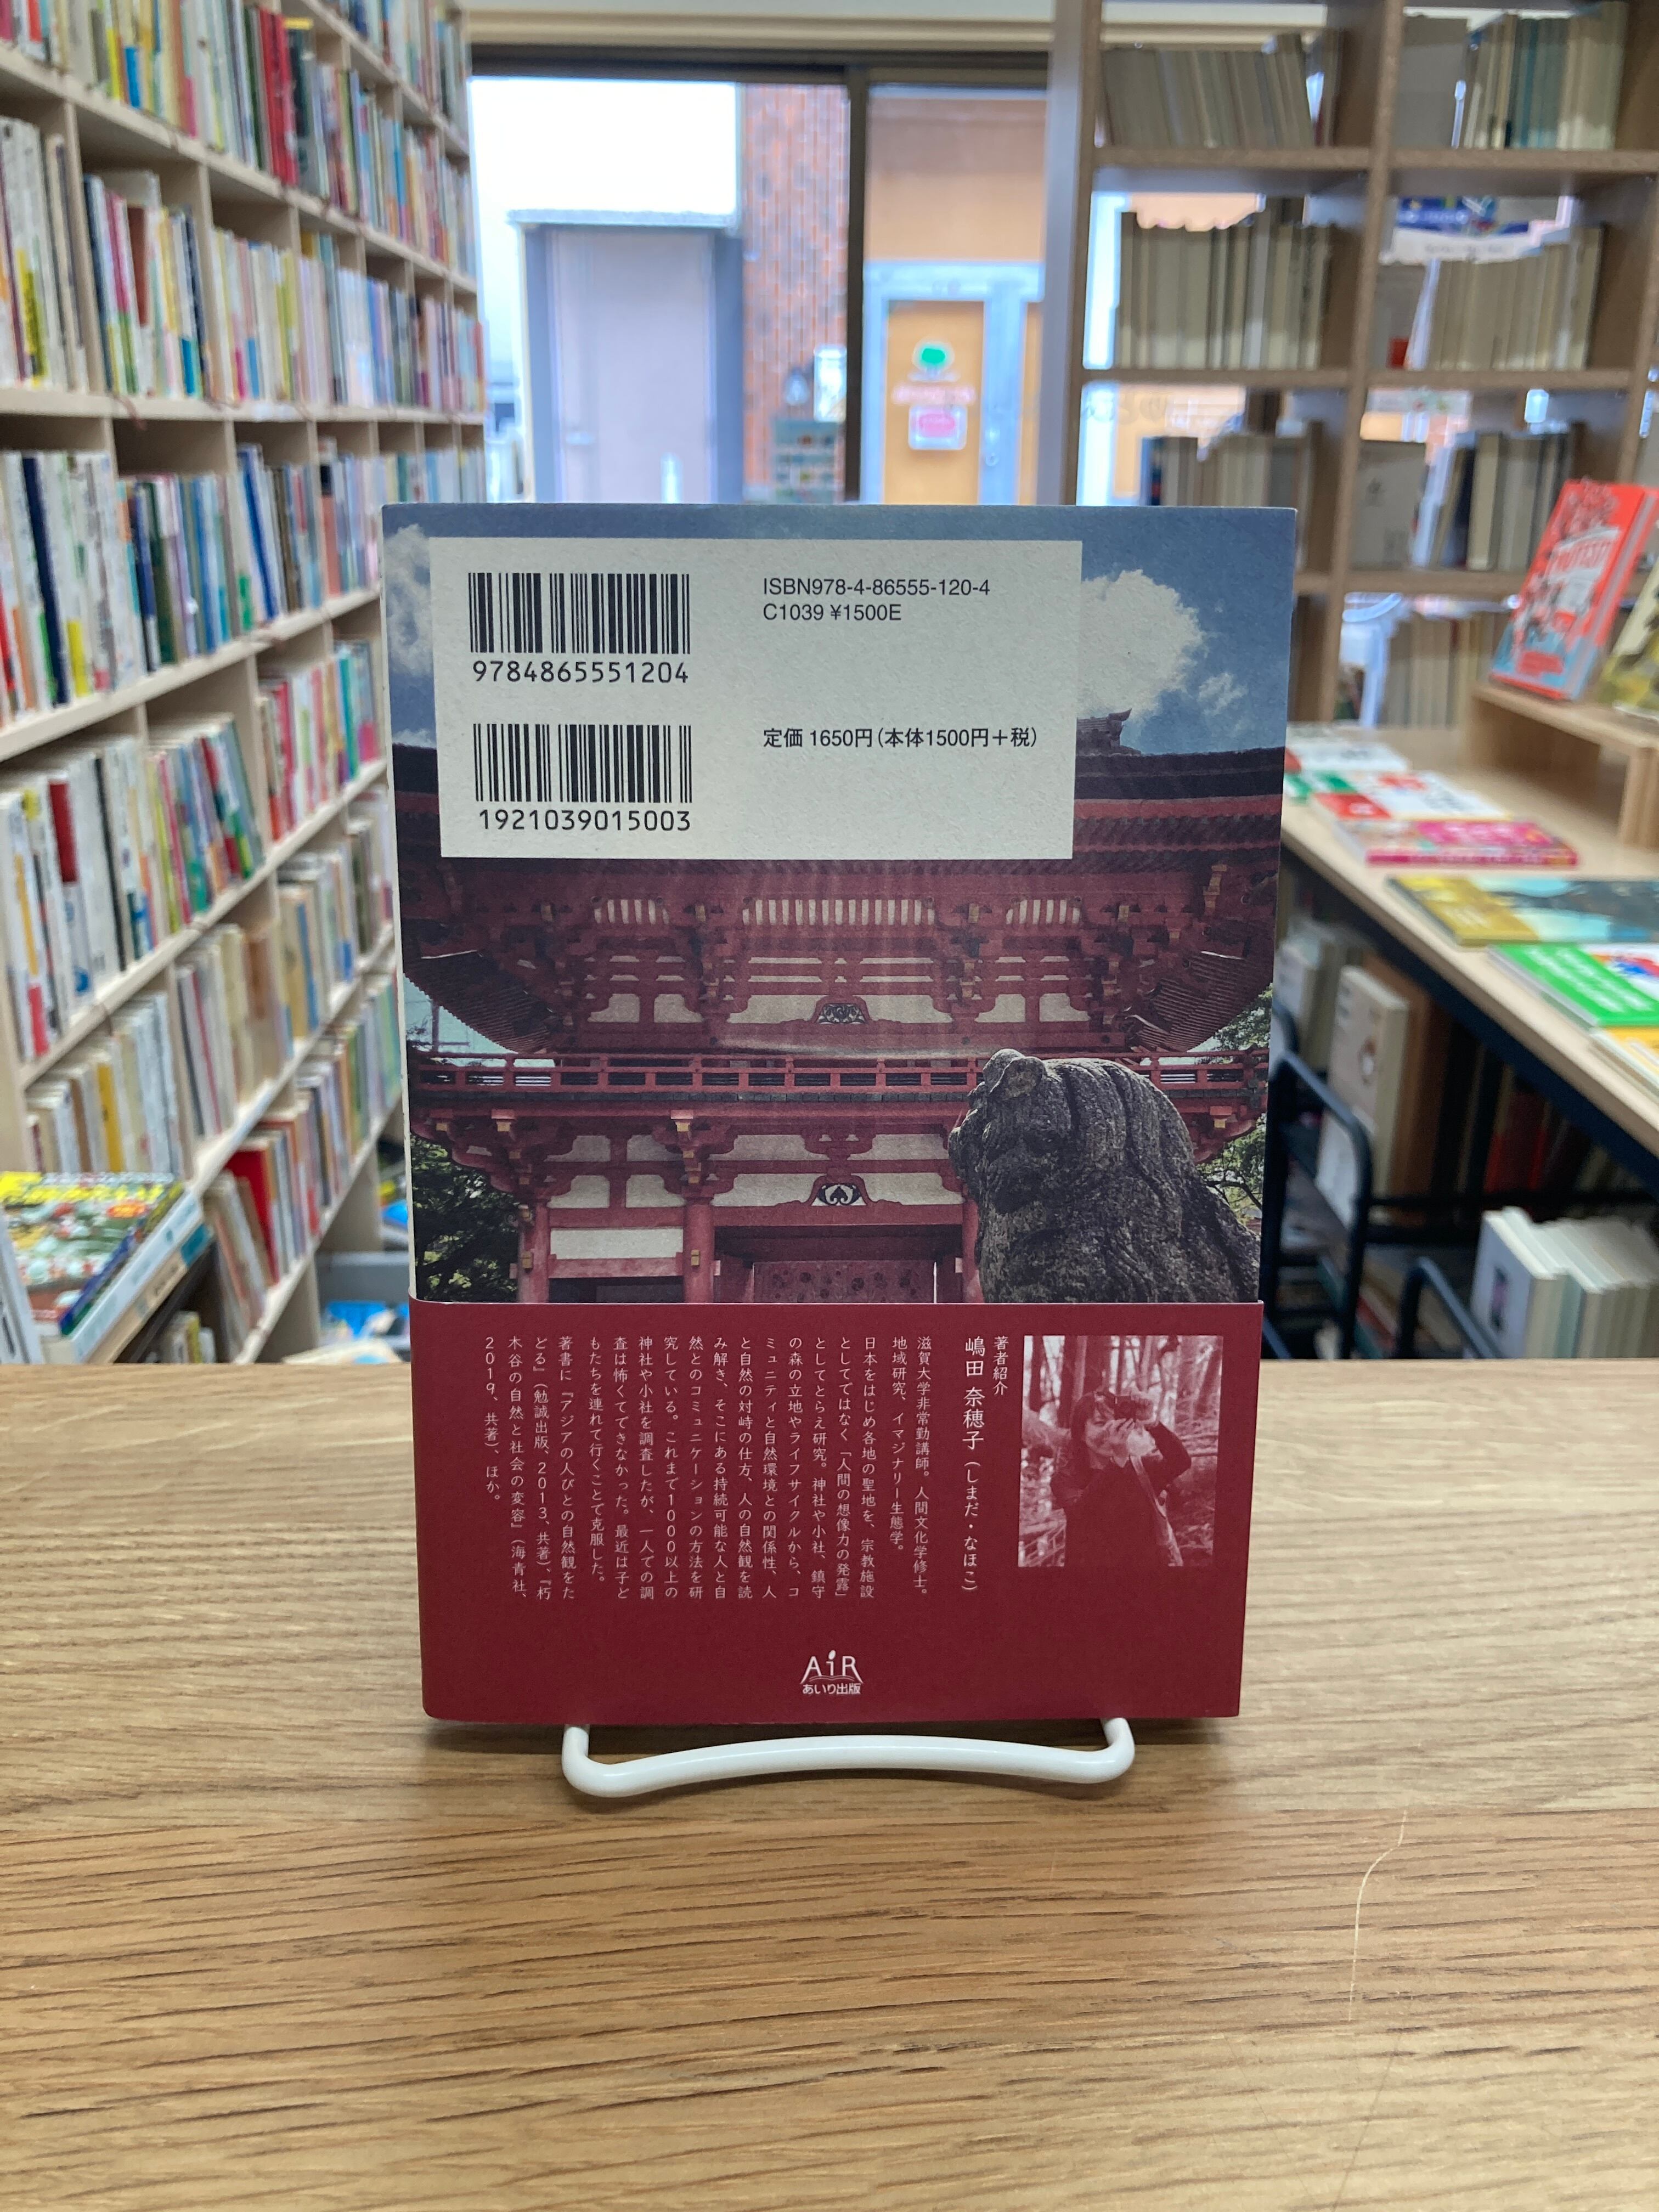 ISBN978-4-86555-120-4
C1039 ¥1500E
9784865551204
定価 1650円(本体1500円+税)
1921039015003
著者紹介
嶋田 奈穂子(しまだ・なほこ)
滋賀大学非常勤講師。人間文化学修士。
地域研究、イマジナリー生態学。
日本をはじめ各地の聖地を、宗教施設
としてではなく「人間の想像力の発露」
としてとらえ研究。神社や小社、鎮守
の森の立地やライフサイクルから、コ
ミュニティと自然環境との関係性、人
と自然の対峙の仕方、人の自然観を読
み解き、そこにある持続可能な人と自
然とのコミュニケーションの方法を研
究している。これまで1000以上の
神社や小社を調査したが、一人での調
査は怖くてできなかった。最近は子ど
もたちを連れて行くことで克服した。
著書に『アジアの人びとの自然観をた
どる』(勉誠出版、2013、共著)、『朽
木谷の自然と社会の変容』(海青社、
2019、共著)、ほか。
AiR
あいり出版